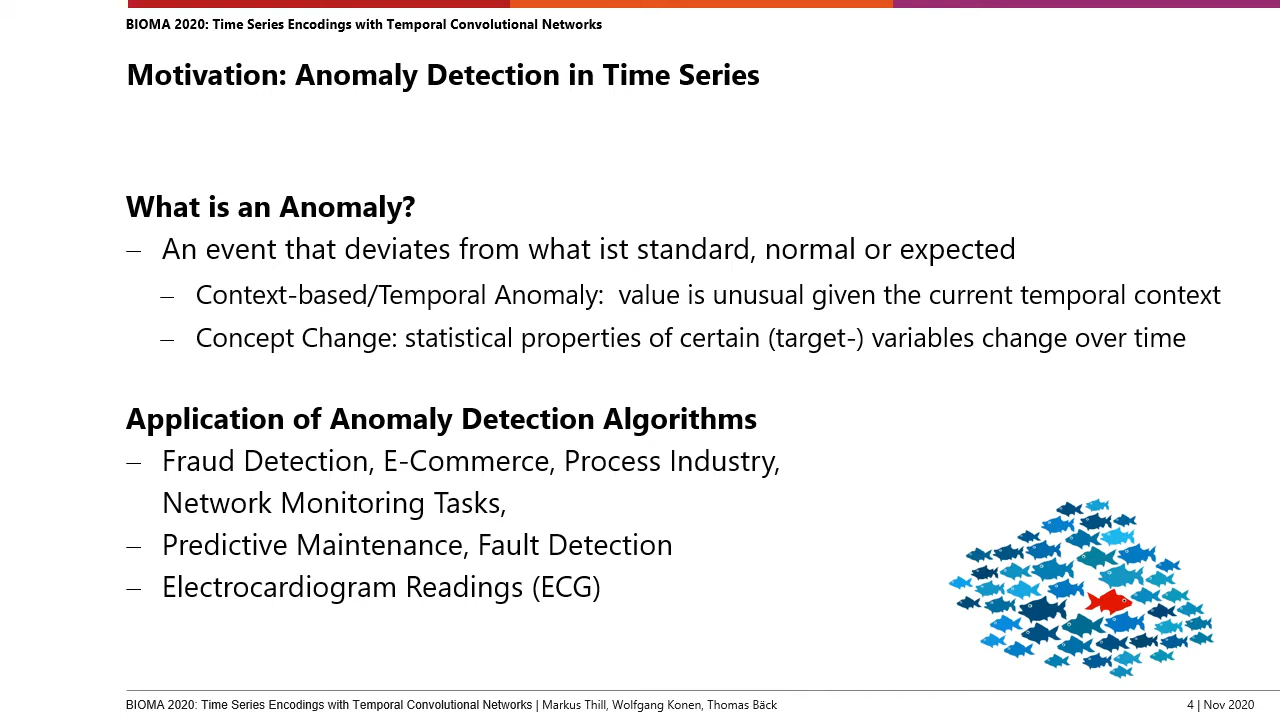 BIOMA 2020: Time Series Encodings with Temporal Convolutional Networks
Motivation: Anomaly Detection in Time Series
What is an Anomaly?
– An event that deviates from what ist standard, normal or expected
– Context-based/Temporal Anomaly:  value is unusual given the current temporal context
– Concept Change: statistical properties of certain (target-) variables change over time
Application of Anomaly Detection Algorithms
– Fraud Detection, E-Commerce, Process Industry,
Network Monitoring Tasks,
– Predictive Maintenance, Fault Detection
– Electrocardiogram Readings (ECG)
BIOMA 2020: Time Series Encodings with Temporal Convolutional Networks | Markus Thill, Wolfgang Konen, Thomas Bäck
4 | Nov 2020